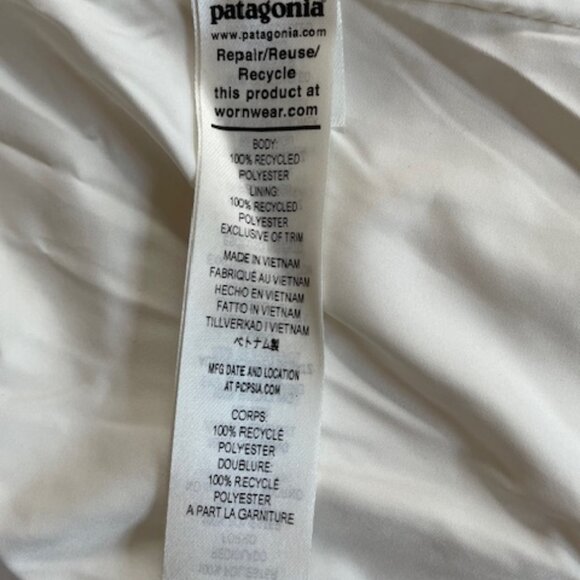 patagonia
www.patagonia.com
Repair/Reuse/
Recycle
this product at
wornwear.com
BODY:
100% RECYCLED
POLYESTER
LINING:
100% RECYCLED
POLYESTER
EXCLUSIVE OF TRIM
MADE IN VIETNAM
FABRIQUÉ AU VIETNAM
HECHO EN VIETNAM
FATTO IN VIETNAM
TILLVERKAD I VIETNAM
ベトナム製
MFG DATE AND LOCATION
AT P1CPSIA.COM
CORPS:
100% RECYCLÉ
POLYESTER
DOUBLURE:
100% RECYCLÉ
POLYESTER
A PART LA GARNITURE